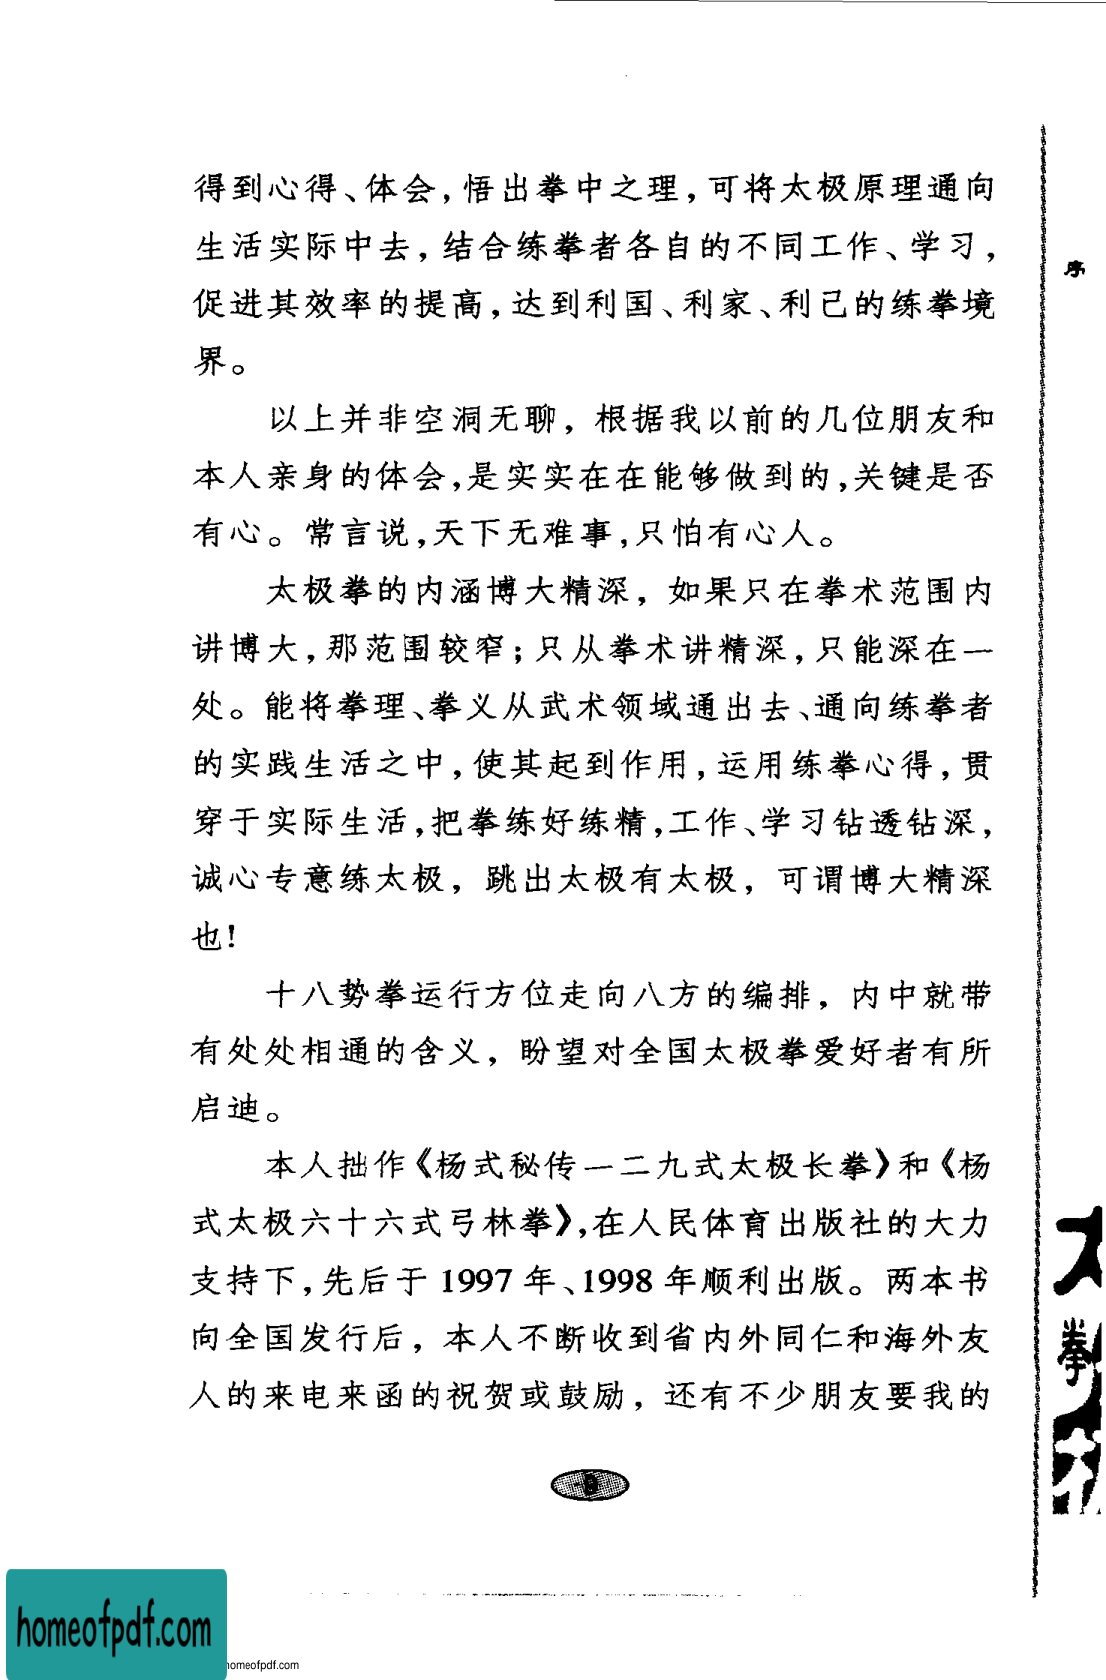 得到心得、体会，悟出拳中之理，可将太极原理通向
生活实际中去，结合练拳者各自的不同工作、学习，
促进其效率的提高，达到利国、利家、利己的练拳境
界。
以上并非空洞无聊，根据我以前的几位朋友和
本人亲身的体会，是实实在在能够做到的，关键是否
有心。常言说，天下无难事，只怕有心人。
太极拳的内涵博大精深，如果只在拳术范围内
讲博大，那范围较窄；只从拳术讲精深，只能深在一
处。能将拳理、拳义从武术领域通出去、通向练拳者
的实践生活之中，使其起到作用，运用练拳心得，贯
穿于实际生活，把拳练好练精，工作、学习钻透钻深，
诚心专意练太极，跳出太极有太极，可谓博大精深
也！
十八势拳运行方位走向八方的编排，内中就带
有处处相通的含义，盼望对全国太极拳爱好者有所
启迪。
本人拙作《杨式秘传一二九式太极长拳》和《杨
式太极六十六式弓林拳》，在人民体育出版社的大力
支持下，先后于 1997 年、1998 年顺利出版。两本书
向全国发行后，本人不断收到省内外同仁和海外友
人的来电来函的祝贺或鼓励，还有不少朋友要我的
序
拳
homeofpdf.com
homeofpdf.com